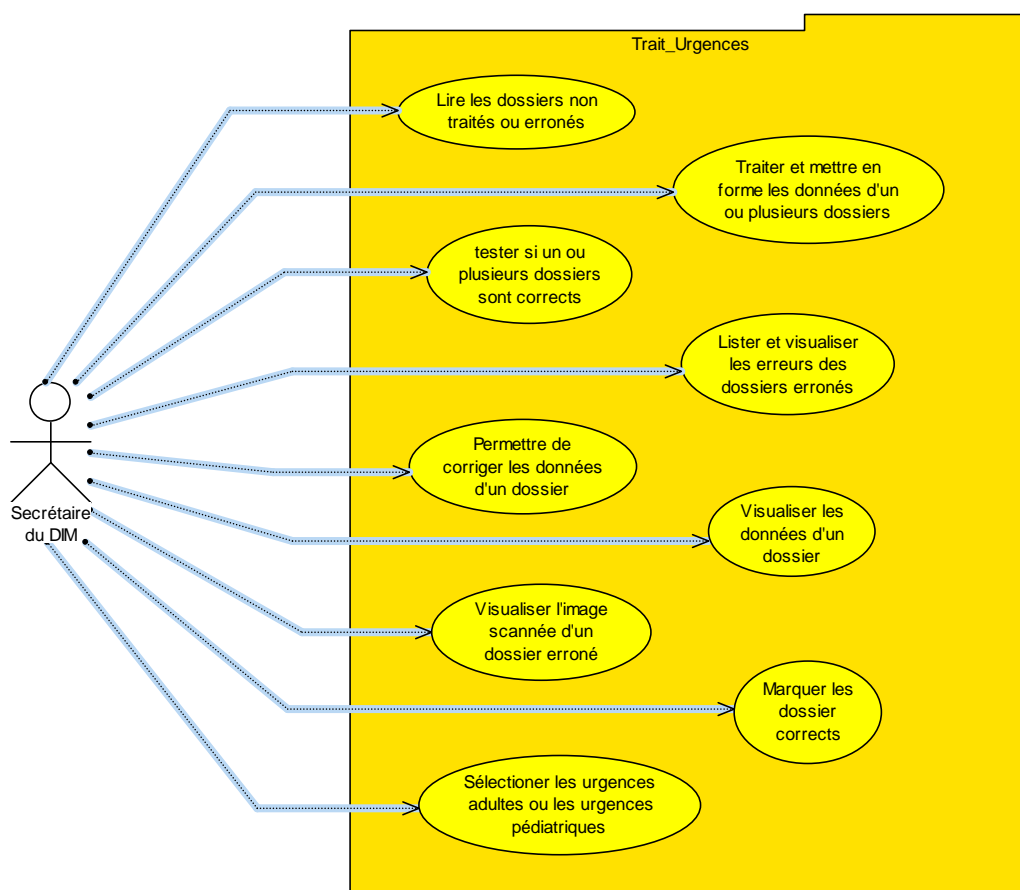 Trait_Urgences
Lire les dossiers non
traités ou erronés
Traiter et mettre en
forme les données d'un
ou plusieurs dossiers
tester si un ou
plusieurs dossiers
sont corrects
Lister et visualiser
les erreurs des
dossiers erronés
Permettre de
corriger les données
d'un dossier
Secrétaire
du DIM
Visualiser les
données d'un
dossier
Visualiser l'image
scannée d'un
dossier erroné
Marquer les
dossier
corrects
Sélectioner les urgences
adultes ou les urgences
pédiatriques